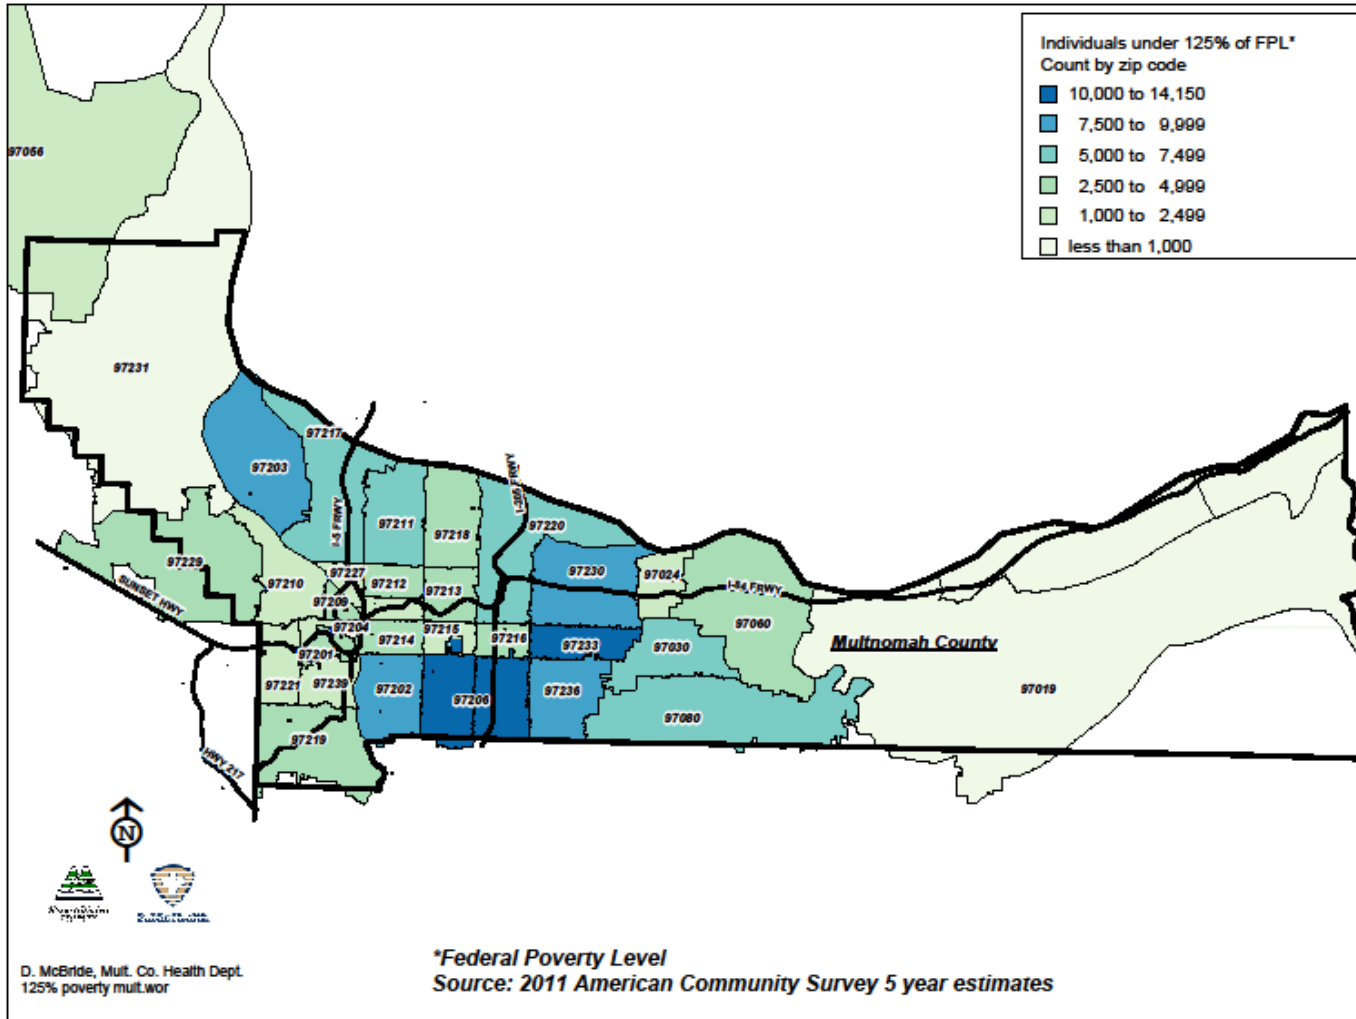 Individuals under 125% of FPL*
Count by zip code
10,000 to 14,150
7,500 to 9,999
5,000 to 7,499
2,500 to 4,999
1,000 to 2,499
less than 1,000
97056
97231
97217
97203
I-5 FRWY
97211
97218
I-205 FRWY
97220
97229
97210
97227
97212
97213
97230
97024
I-84 FRWY
SUNSET HWY
97209
97204
97214
97215
97216
97233
97030
97060
Multnomah County
97201
97221
97239
97202
97206
97236
97080
97019
97219
HWY 217
N
*Federal Poverty Level
Source: 2011 American Community Survey 5 year estimates
D. McBride, Mult. Co. Health Dept.
125% poverty mult.wor